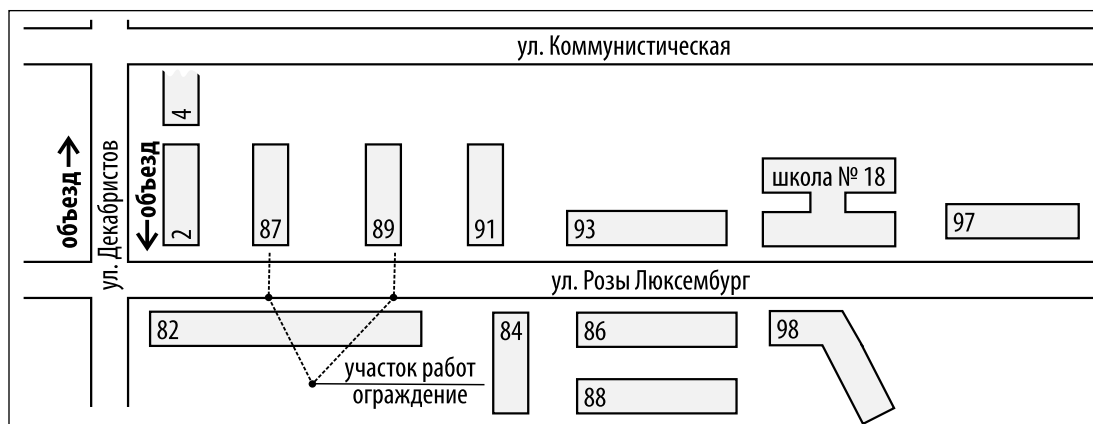 ул. Коммунистическая
4
объезд
ул. Декабристов
объезд
2
87
89
91
93
школа № 18
97
ул. Розы Люксембург
82
84
86
98
участок работ
ограждение
88